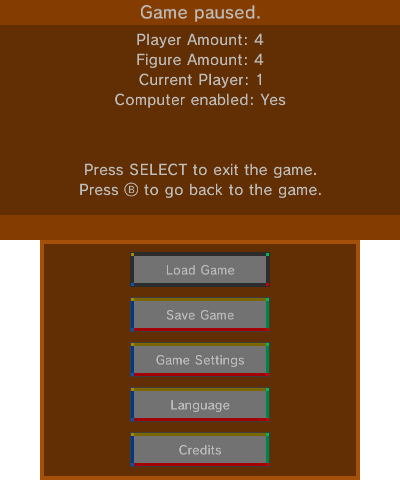 Game paused.
Player Amount: 4
Figure Amount: 4
Current Player: 1
Computer enabled: Yes
Press SELECT to exit the game.
Press Ⓑ to go back to the game.
Load Game
Save Game
Game Settings
Language
Credits